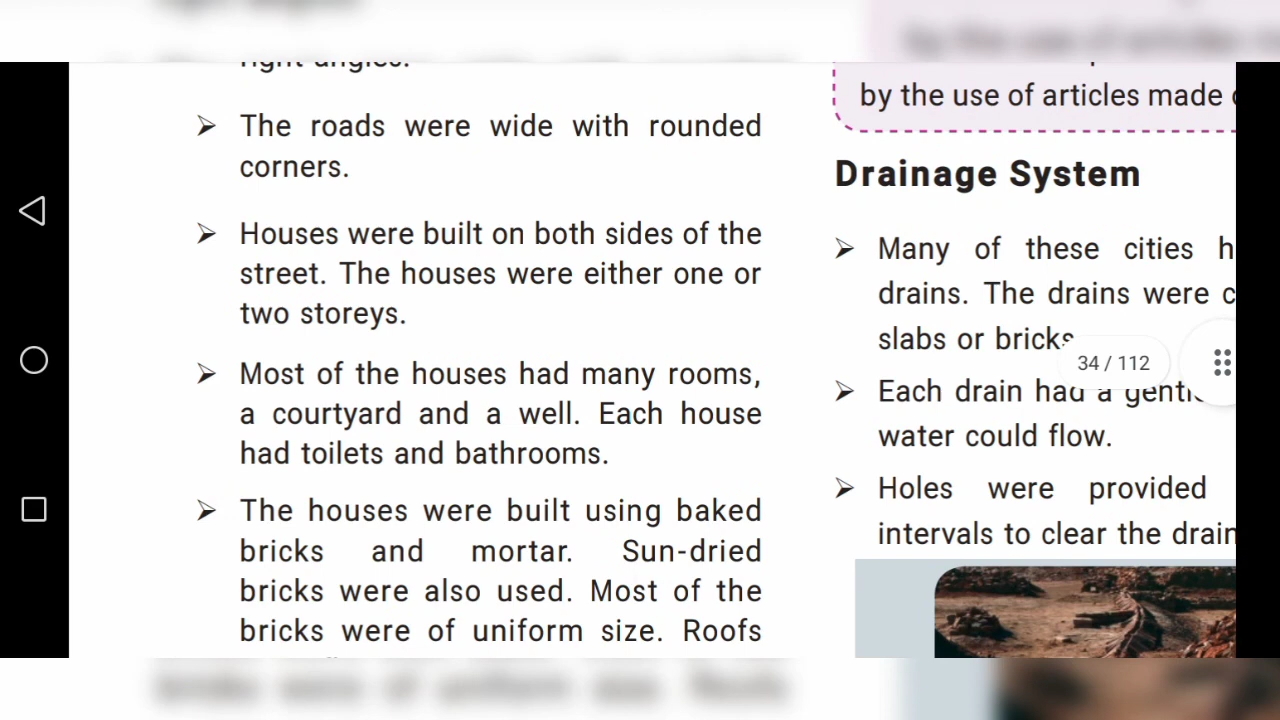 right angles.
The roads were wide with rounded
corners.
Houses were built on both sides of the
street. The houses were either one or
two storeys.
Most of the houses had many rooms,
a courtyard and a well. Each house
had toilets and bathrooms.
The houses were built using baked
bricks and mortar. Sun-dried
bricks were also used. Most of the
bricks were of uniform size. Roofs
by the use of articles made
Drainage System
Many of these cities h
drains. The drains were c
slabs or bricks
Each drain had a gentle
water could flow.
Holes were provided
intervals to clear the drain
34 / 112